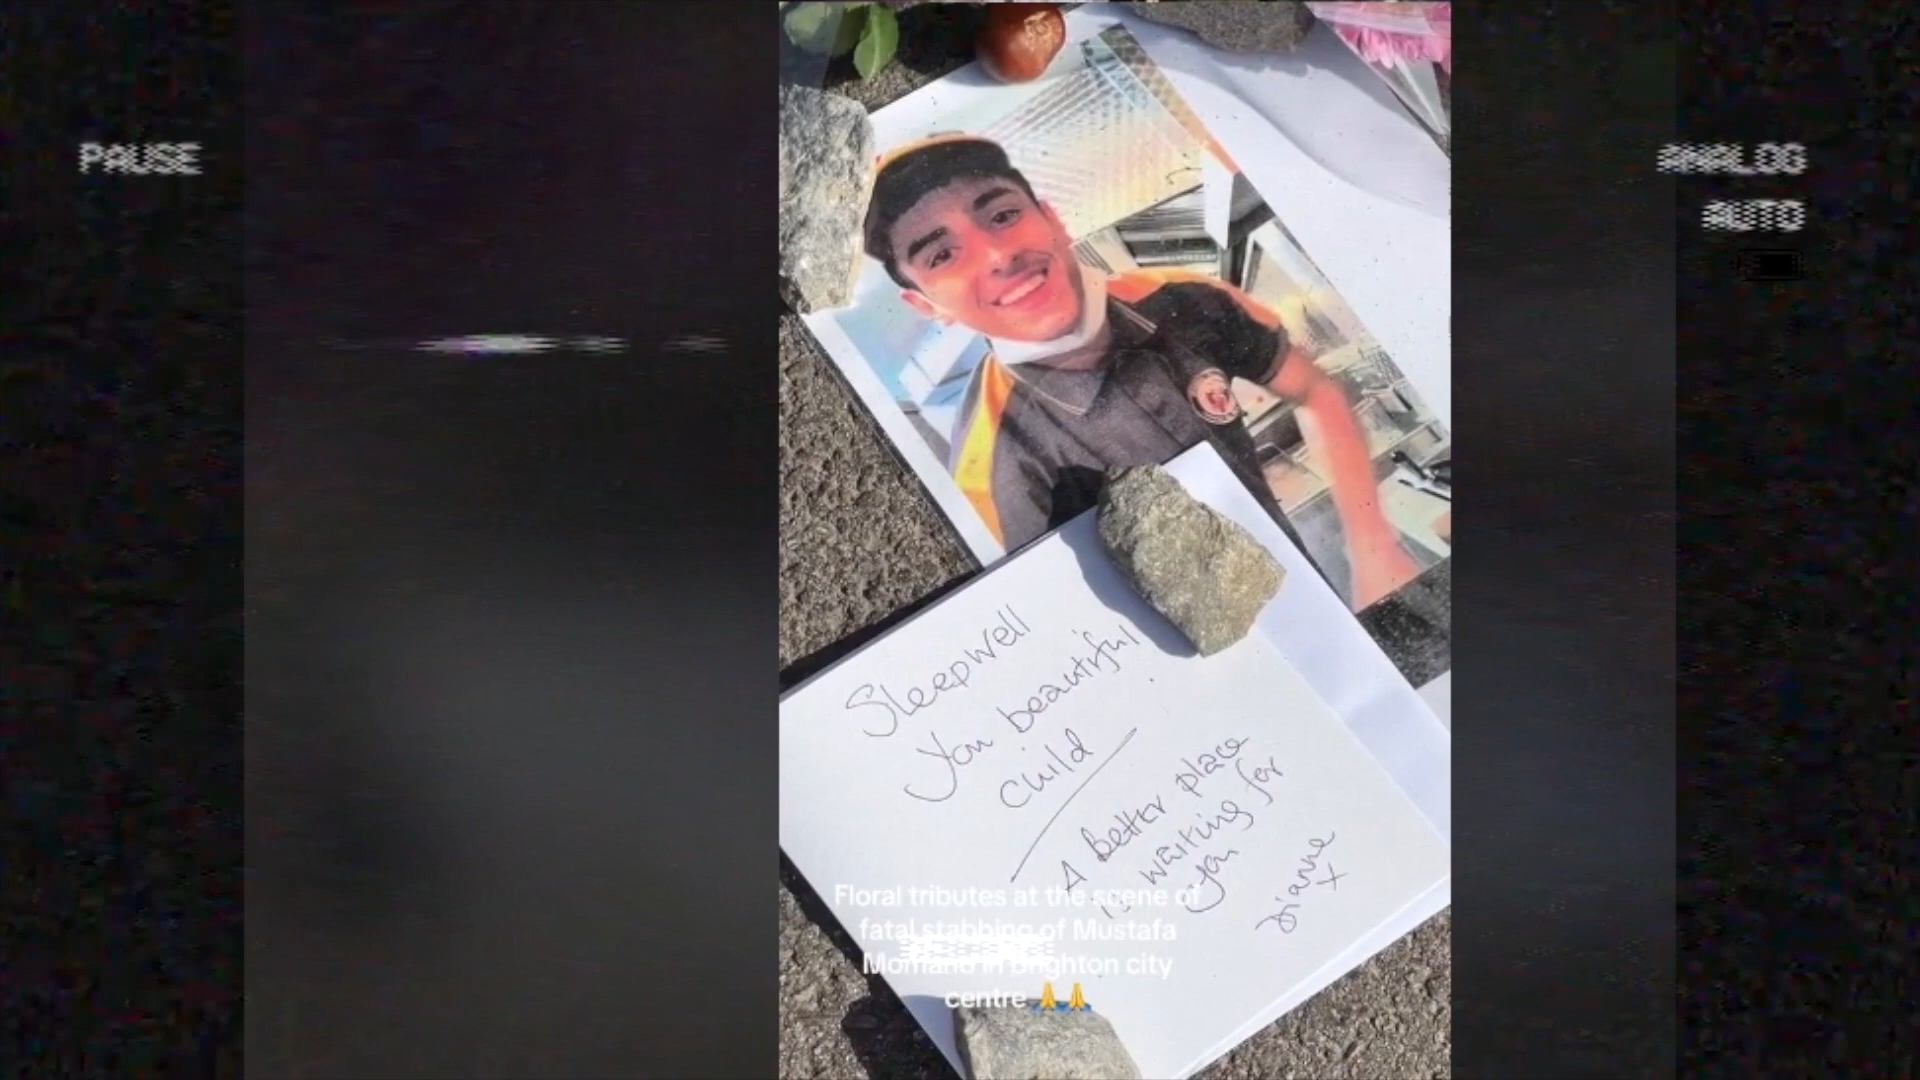 PAUSE
ANALOG
AUTO
Sleepwell
You beautiful
child
A better place
is waiting for
you
Dianne
x
Floral tributes at the scene of
fatal stabbing of Mustafa
Momand in Brighton city
centre 🙏🙏